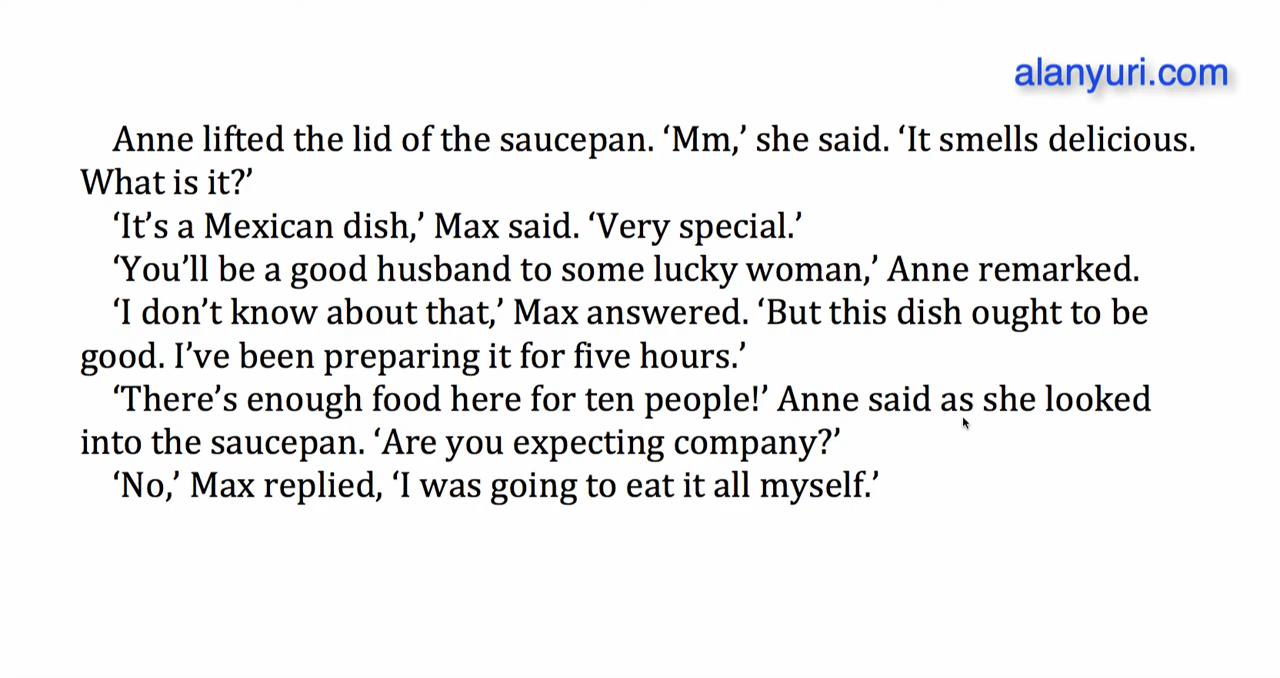 alanyuri.com
Anne lifted the lid of the saucepan. ‘Mm,’ she said. ‘It smells delicious.
What is it?’
‘It’s a Mexican dish,’ Max said. ‘Very special.’
‘You’ll be a good husband to some lucky woman,’ Anne remarked.
‘I don’t know about that,’ Max answered. ‘But this dish ought to be
good. I’ve been preparing it for five hours.’
‘There’s enough food here for ten people!’ Anne said as she looked
into the saucepan. ‘Are you expecting company?’
‘No,’ Max replied, ‘I was going to eat it all myself.’